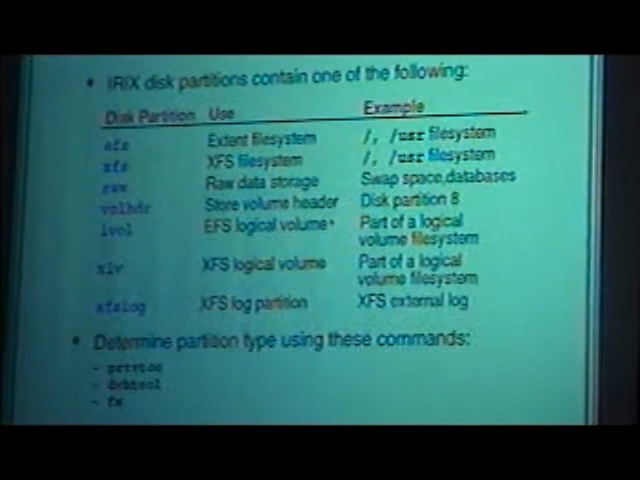 • IRIX disk partitions contain one of the following:
Disk Partition Use Example
efs Extent filesystem /, /usr filesystem
xfs XFS filesystem /, /usr filesystem
raw Raw data storage Swap space,databases
volhdr Store volume header Disk partition 8
lvol EFS logical volume* Part of a logical
volume filesystem
xlv XFS logical volume Part of a logical
volume filesystem
xfslog XFS log partition XFS external log
• Determine partition type using these commands:
- prtvtoc
- dvhtool
- fx